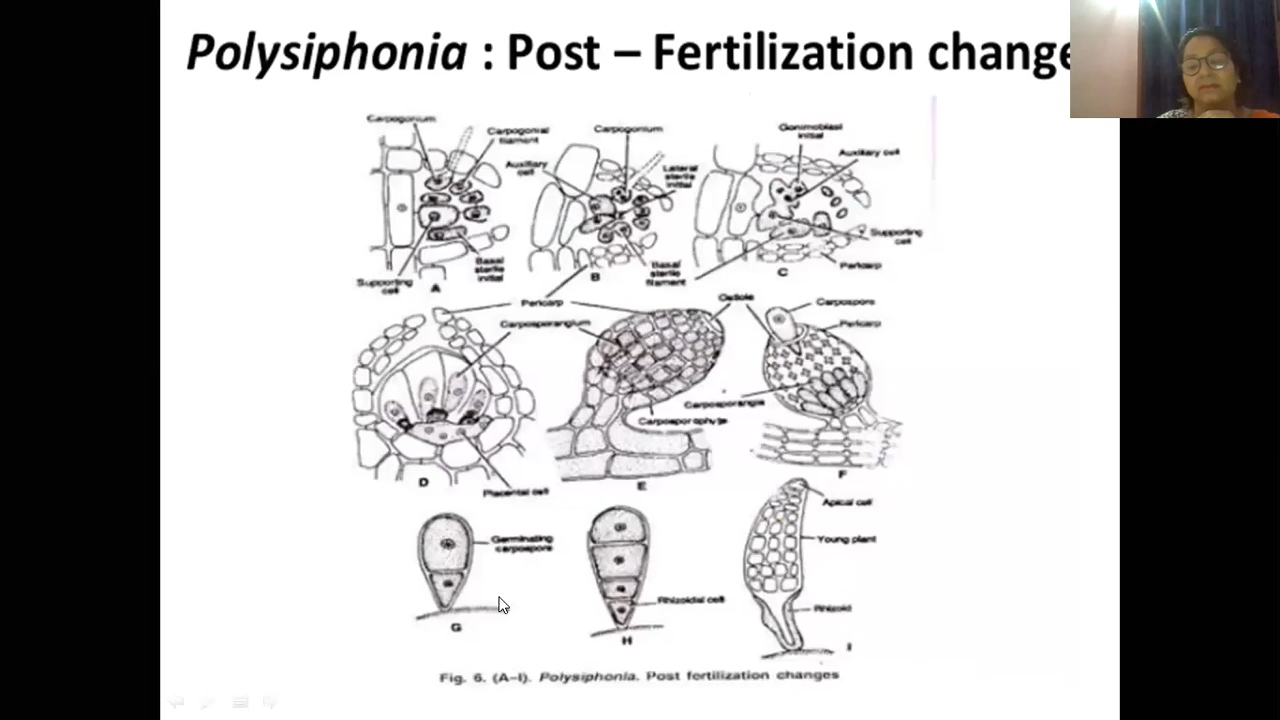 Polysiphonia : Post – Fertilization change
Carpogonium
Carpogonial
filament
Supporting
cell
Basal
sterile
initial
A
Carpogonium
Auxiliary
cell
Lateral
sterile
initial
Basal
sterile
filament
B
Gonimoblast
initial
Auxiliary cell
Supporting
cell
Pericarp
C
Pericarp
Carposporangium
Placental cell
D
Ostiole
Carposporophyte
E
Carpospore
Pericarp
Carposporangia
F
Germinating
carpospore
G
Rhizoidal cell
H
Apical cell
Young plant
Rhizoid
I
Fig. 6. (A–I). Polysiphonia. Post fertilization changes